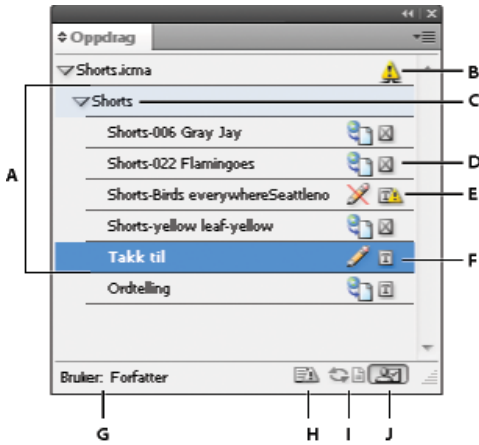 Oppdrag
Shorts.icma
B
Shorts
C
Shorts-006 Gray Jay
Shorts-022 Flamingoes
D
A
Shorts-Birds everywhereSeattleno
E
Shorts-yellow leaf-yellow
Takk til
F
Ordtelling
Bruker: Forfatter
G
H
I
J